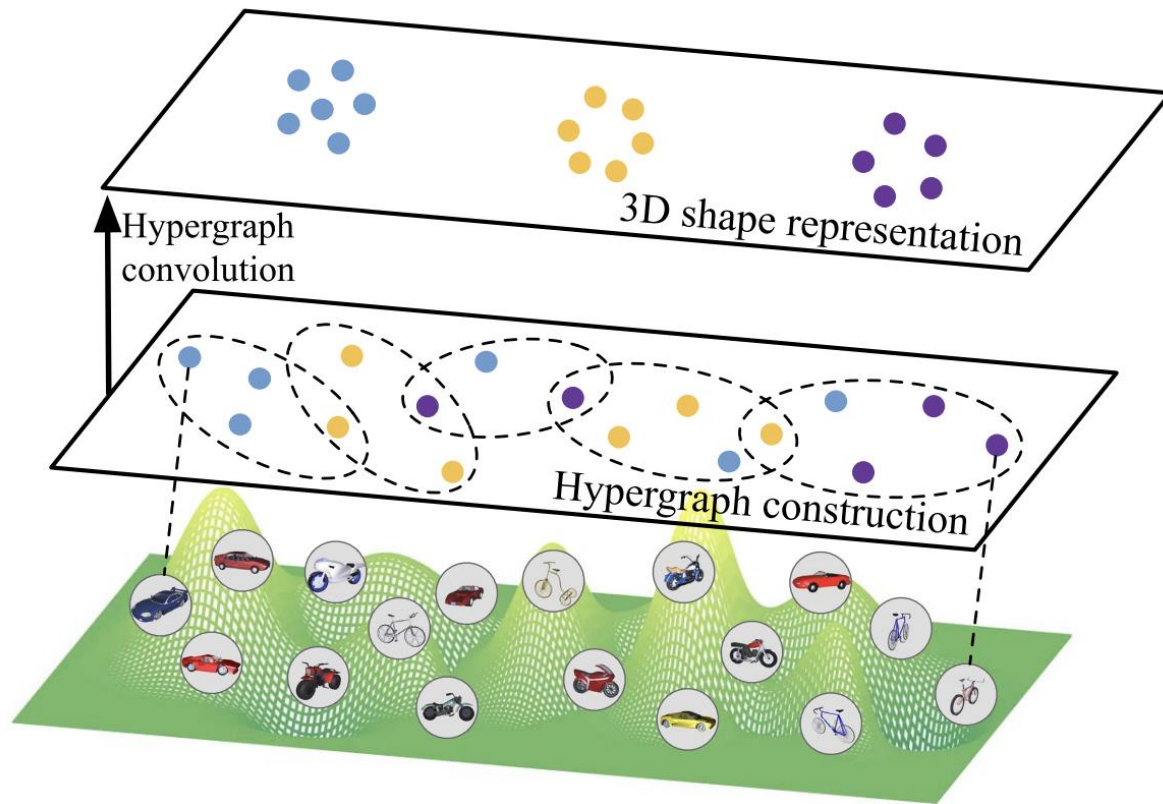 3D shape representation
Hypergraph
convolution
Hypergraph construction